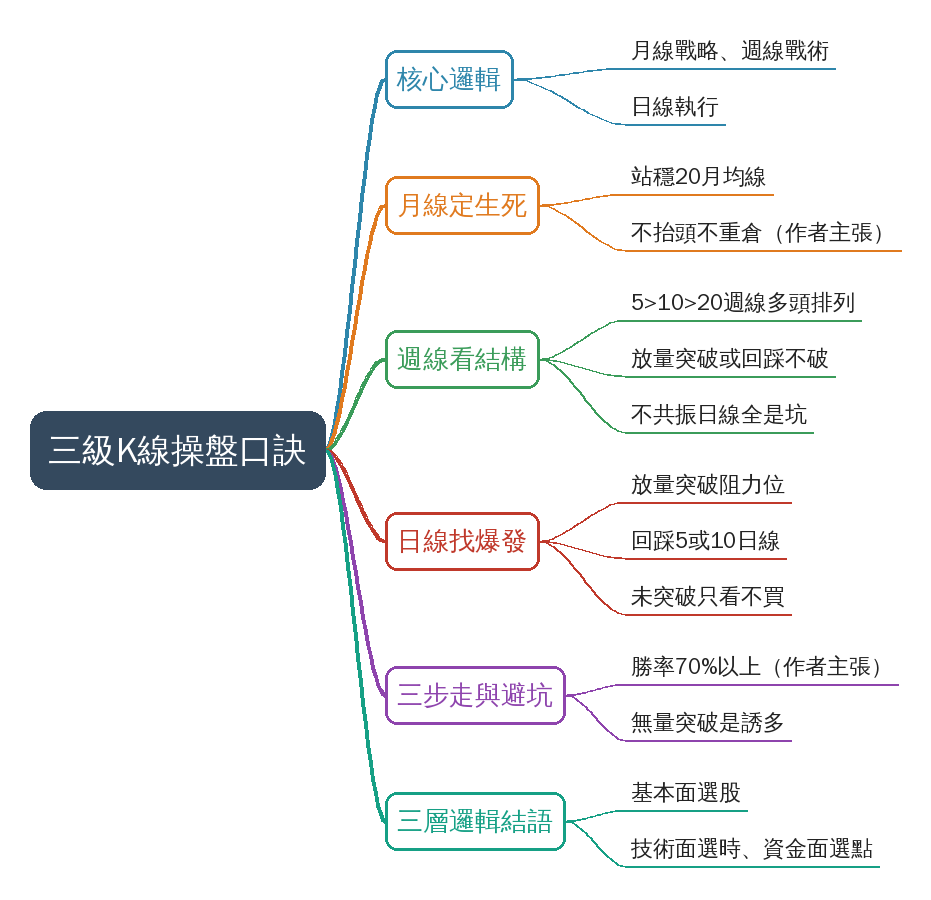 三級K線操盤口訣
核心邏輯
月線戰略、週線戰術
日線執行
月線定生死
站穩20月均線
不抬頭不重倉（作者主張）
週線看結構
5>10>20週線多頭排列
放量突破或回踩不破
不共振日線全是坑
日線找爆發
放量突破阻力位
回踩5或10日線
未突破只看不買
三步走與避坑
勝率70%以上（作者主張）
無量突破是誘多
三層邏輯結語
基本面選股
技術面選時、資金面選點